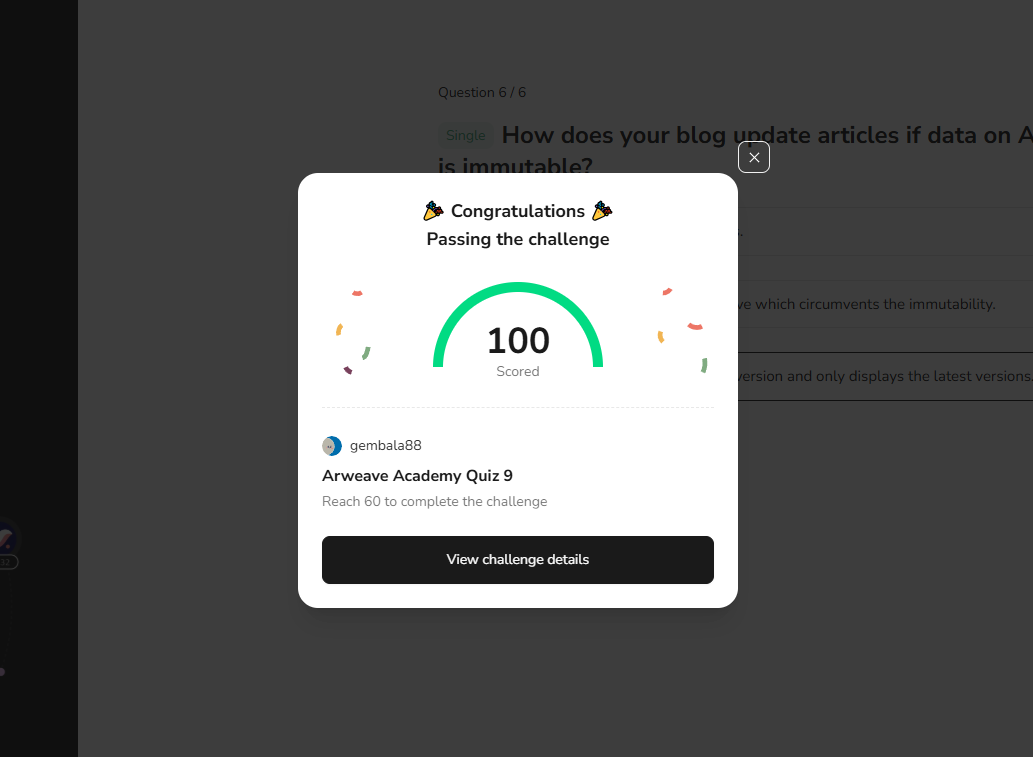 Question 6 / 6
Single How does your blog update articles if data on A
is immutable?
s.
ve which circumvents the immutability.
version and only displays the latest versions.
Congratulations
Passing the challenge
100
Scored
gembala88
Arweave Academy Quiz 9
Reach 60 to complete the challenge
View challenge details
32